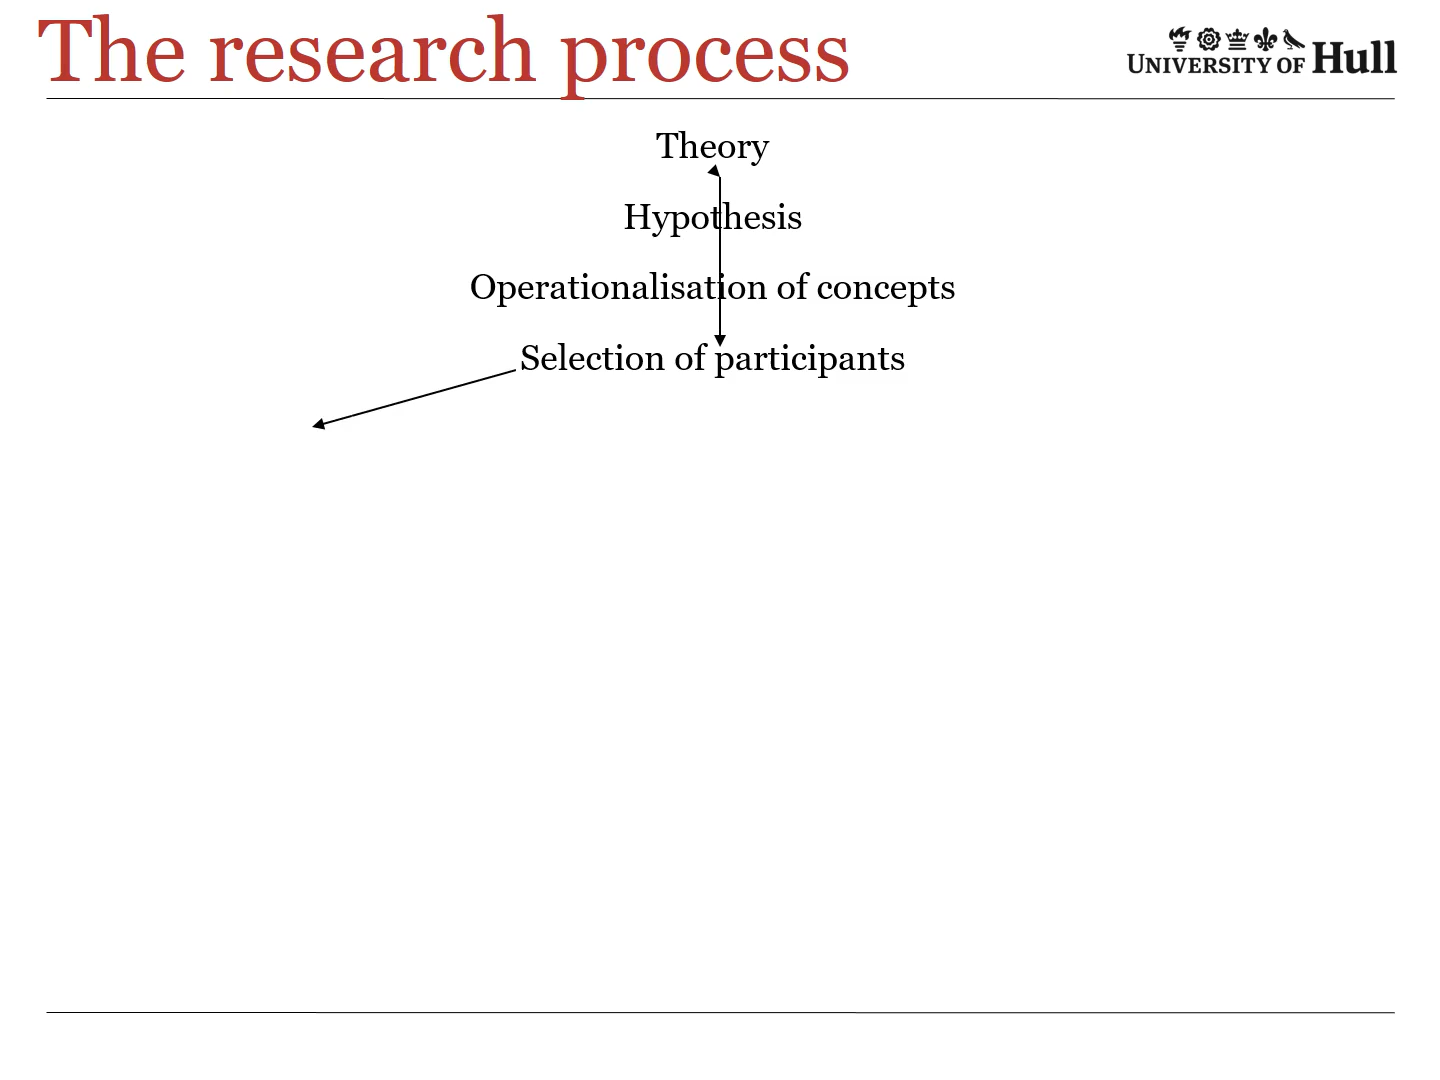 The research process
UNIVERSITY OF Hull
Theory
Hypothesis
Operationalisation of concepts
Selection of participants